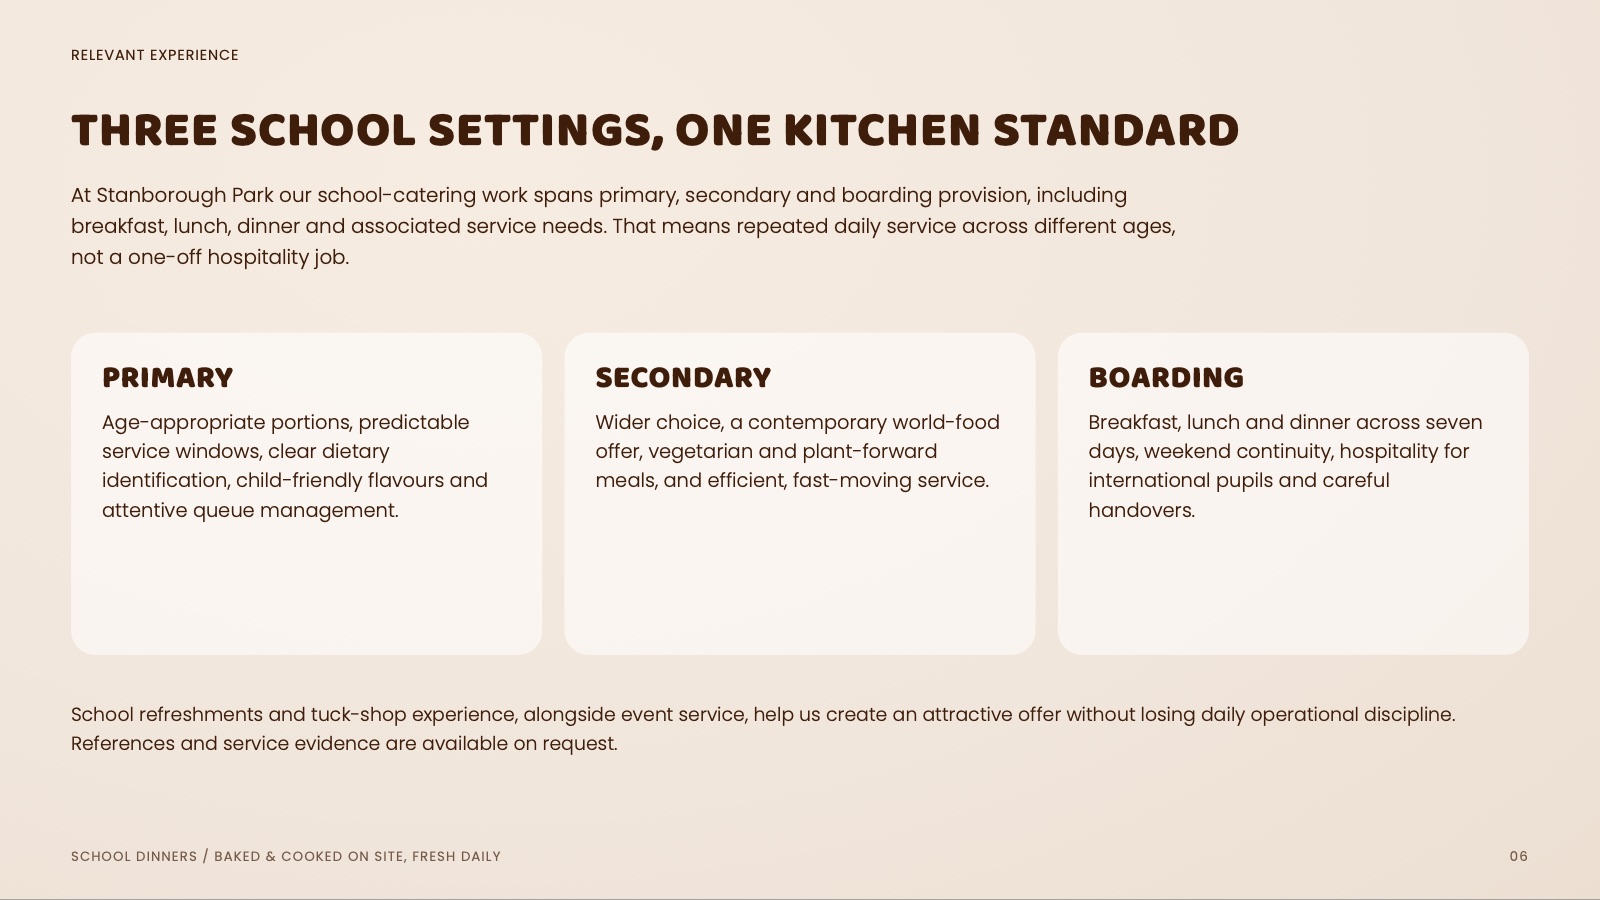 RELEVANT EXPERIENCE
THREE SCHOOL SETTINGS, ONE KITCHEN STANDARD
At Stanborough Park our school-catering work spans primary, secondary and boarding provision, including
breakfast, lunch, dinner and associated service needs. That means repeated daily service across different ages,
not a one-off hospitality job.
PRIMARY
Age-appropriate portions, predictable
service windows, clear dietary
identification, child-friendly flavours and
attentive queue management.
SECONDARY
Wider choice, a contemporary world-food
offer, vegetarian and plant-forward
meals, and efficient, fast-moving service.
BOARDING
Breakfast, lunch and dinner across seven
days, weekend continuity, hospitality for
international pupils and careful
handovers.
School refreshments and tuck-shop experience, alongside event service, help us create an attractive offer without losing daily operational discipline.
References and service evidence are available on request.
SCHOOL DINNERS / BAKED & COOKED ON SITE, FRESH DAILY
06